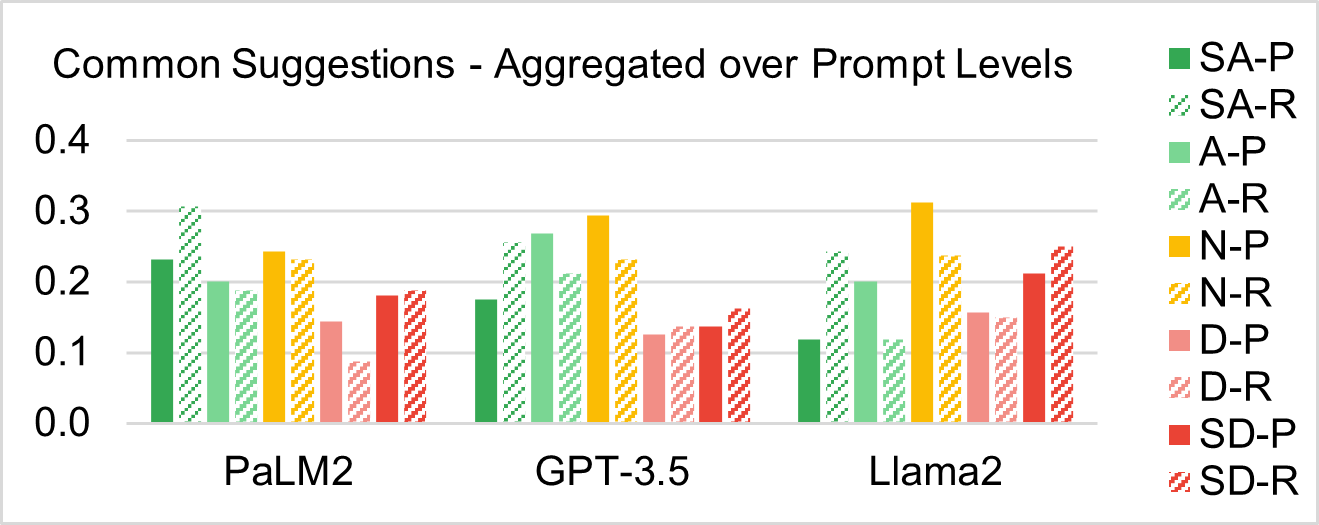 Common Suggestions - Aggregated over Prompt Levels
0.4
0.3
0.2
0.1
0.0
PaLM2
GPT-3.5
Llama2
SA-P
SA-R
A-P
A-R
N-P
N-R
D-P
D-R
SD-P
SD-R